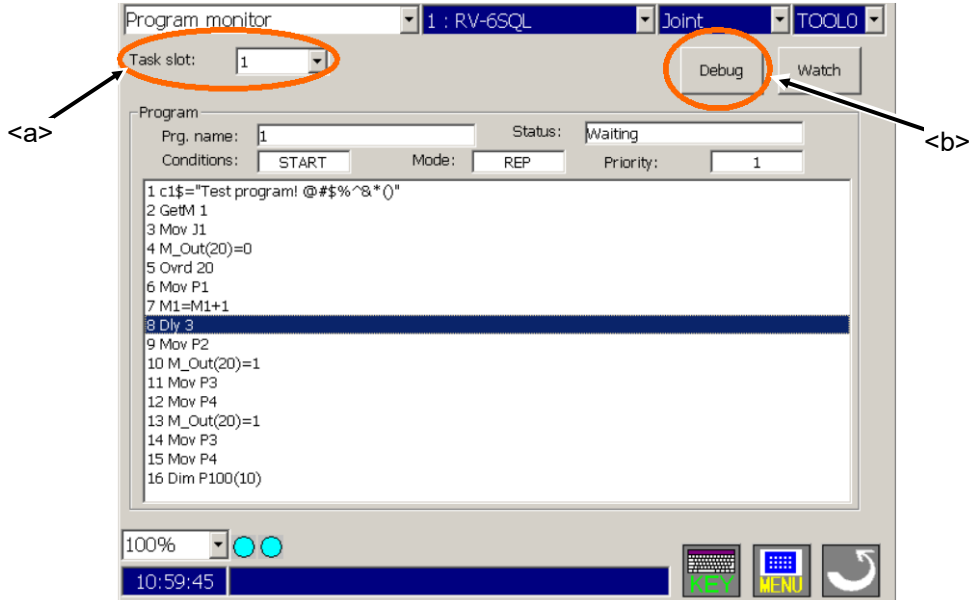 Program monitor 1 : RV-6SQL Joint TOOL0
Task slot: 1 Debug Watch
<a>
<b>
Program
Prg. name: 1 Status: Waiting
Conditions: START Mode: REP Priority: 1
1 c1$="Test program! @#$%^&*()"
2 GetM 1
3 Mov J1
4 M_Out(20)=0
5 Ovrd 20
6 Mov P1
7 M1=M1+1
8 Dly 3
9 Mov P2
10 M_Out(20)=1
11 Mov P3
12 Mov P4
13 M_Out(20)=1
14 Mov P3
15 Mov P4
16 Dim P100(10)
100%
10:59:45 KEY MENU